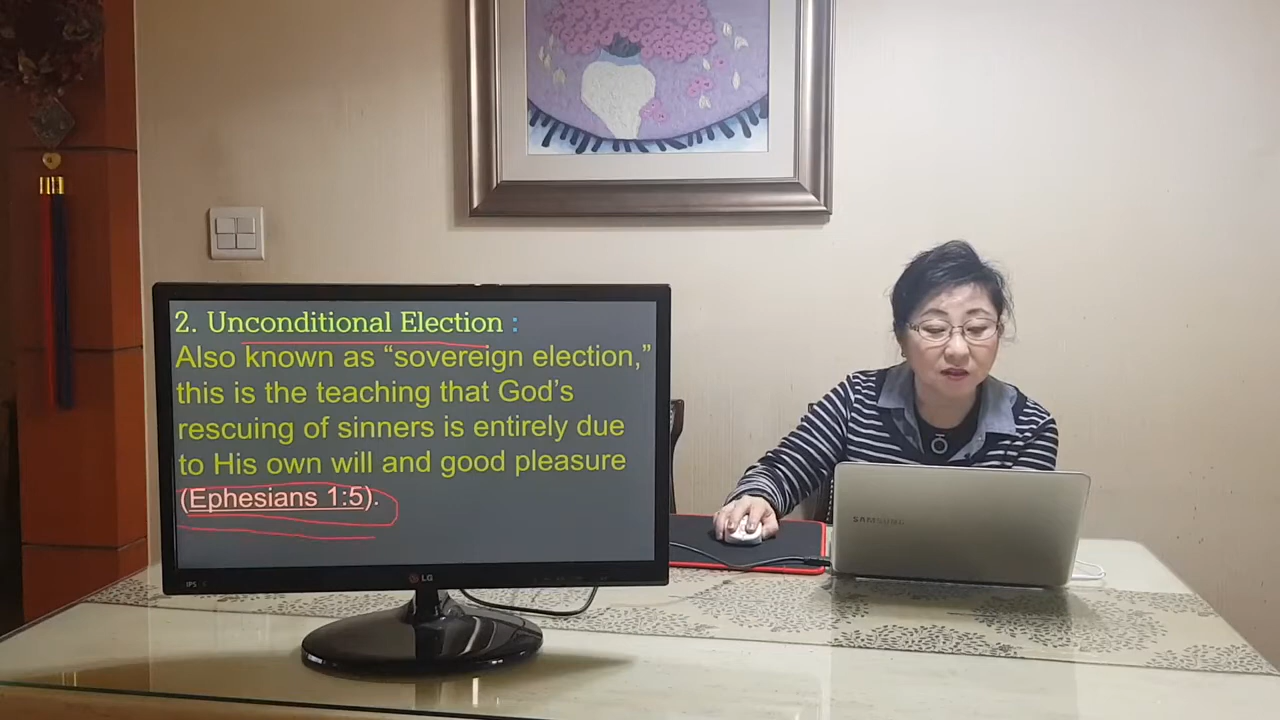 2. Unconditional Election :
Also known as “sovereign election,”
this is the teaching that God’s
rescuing of sinners is entirely due
to His own will and good pleasure
(Ephesians 1:5).
IPS
LG
SAMSUNG